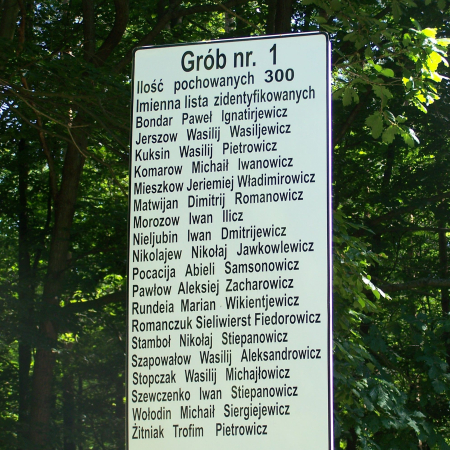 Grób nr. 1
Ilość pochowanych 300
Imienna lista zidentyfikowanych
Bondar Paweł Ignatirjewicz
Jerszow Wasilij Wasiljewicz
Kuksin Wasilij Pietrowicz
Komarow Michaił Iwanowicz
Mieszkow Jeriemiej Władimirowicz
Matwijan Dimitrij Romanowicz
Morozow Iwan Ilicz
Nieljubin Iwan Dmitrijewicz
Nikolajew Nikołaj Jawkowlewicz
Pocacija Abieli Samsonowicz
Pawłow Aleksiej Zacharowicz
Rundeia Marian Wikientjewicz
Romanczuk Sieliwierst Fiedorowicz
Stamboł Nikołaj Stiepanowicz
Szapowałow Wasilij Aleksandrowicz
Stopczak Wasilij Michajłowicz
Szewczenko Iwan Stiepanowicz
Wołodin Michaił Siergiejewicz
Żitniak Trofim Pietrowicz